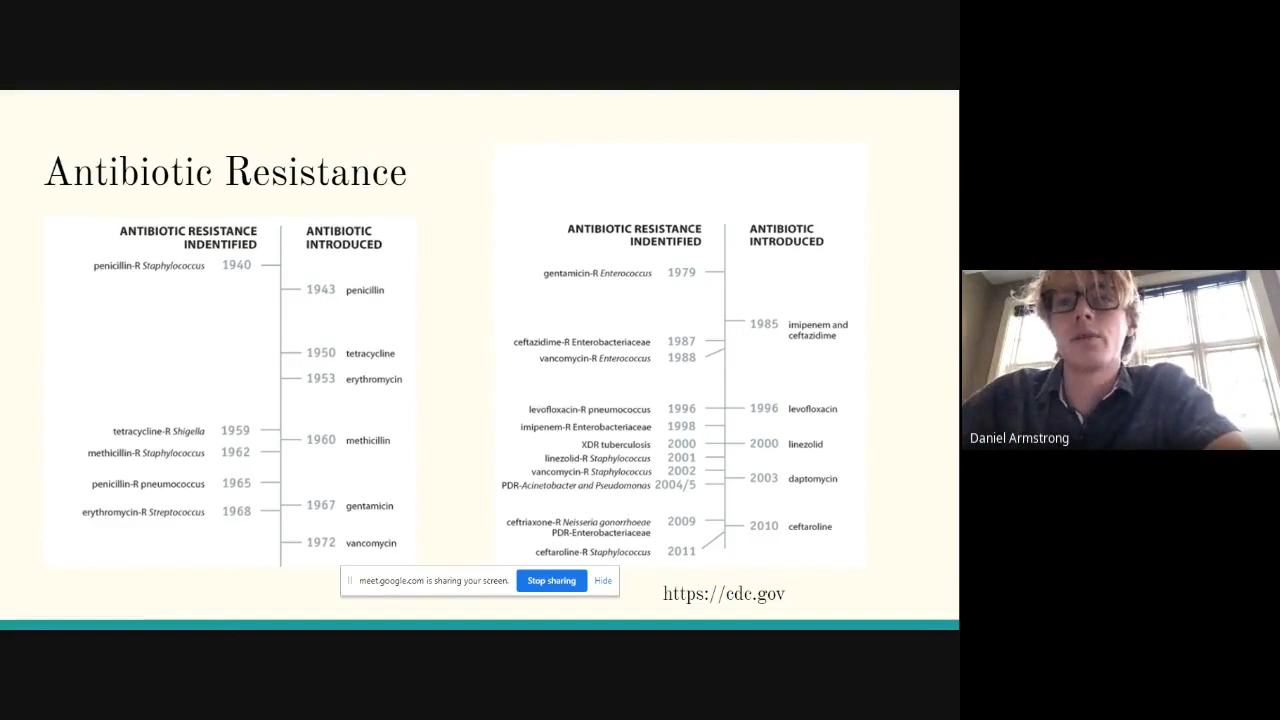 Antibiotic Resistance
ANTIBIOTIC RESISTANCE
INDENTIFIED
ANTIBIOTIC
INTRODUCED
penicillin-R Staphylococcus 1940
1943 penicillin
1950 tetracycline
1953 erythromycin
tetracycline-R Shigella 1959
1960 methicillin
methicillin-R Staphylococcus 1962
penicillin-R pneumococcus 1965
1967 gentamicin
erythromycin-R Streptococcus 1968
1972 vancomycin
ANTIBIOTIC RESISTANCE
INDENTIFIED
ANTIBIOTIC
INTRODUCED
gentamicin-R Enterococcus 1979
1985 imipenem and
ceftazidime
ceftazidime-R Enterobacteriaceae 1987
vancomycin-R Enterococcus 1988
levofloxacin-R pneumococcus 1996
1996 levofloxacin
imipenem-R Enterobacteriaceae 1998
XDR tuberculosis 2000
2000 linezolid
linezolid-R Staphylococcus 2001
vancomycin-R Staphylococcus 2002
2003 daptomycin
PDR-Acinetobacter and Pseudomonas 2004/5
ceftriaxone-R Neisseria gonorrhoeae 2009
PDR-Enterobacteriaceae
2010 ceftaroline
ceftaroline-R Staphylococcus 2011
meet.google.com is sharing your screen. Stop sharing Hide
https://cdc.gov
Daniel Armstrong